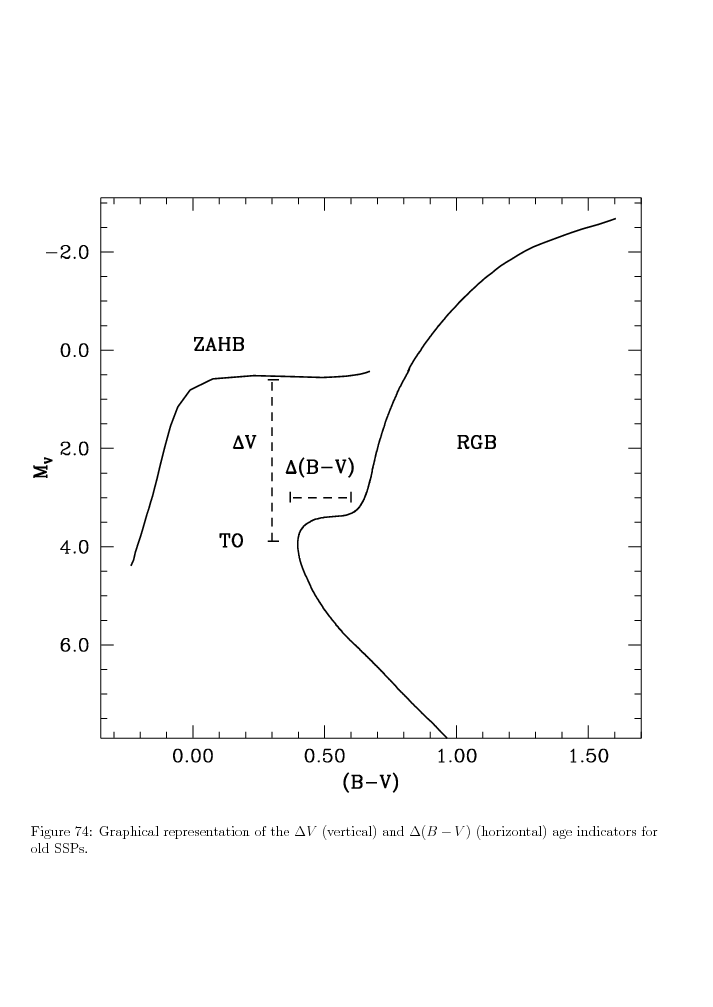 −2.0
ZAHB
0.0
ΔV
RGB
2.0
M_V
Δ(B−V)
TO
4.0
6.0
0.00 0.50 1.00 1.50
(B−V)
Figure 74: Graphical representation of the ΔV (vertical) and Δ(B − V) (horizontal) age indicators for
old SSPs.